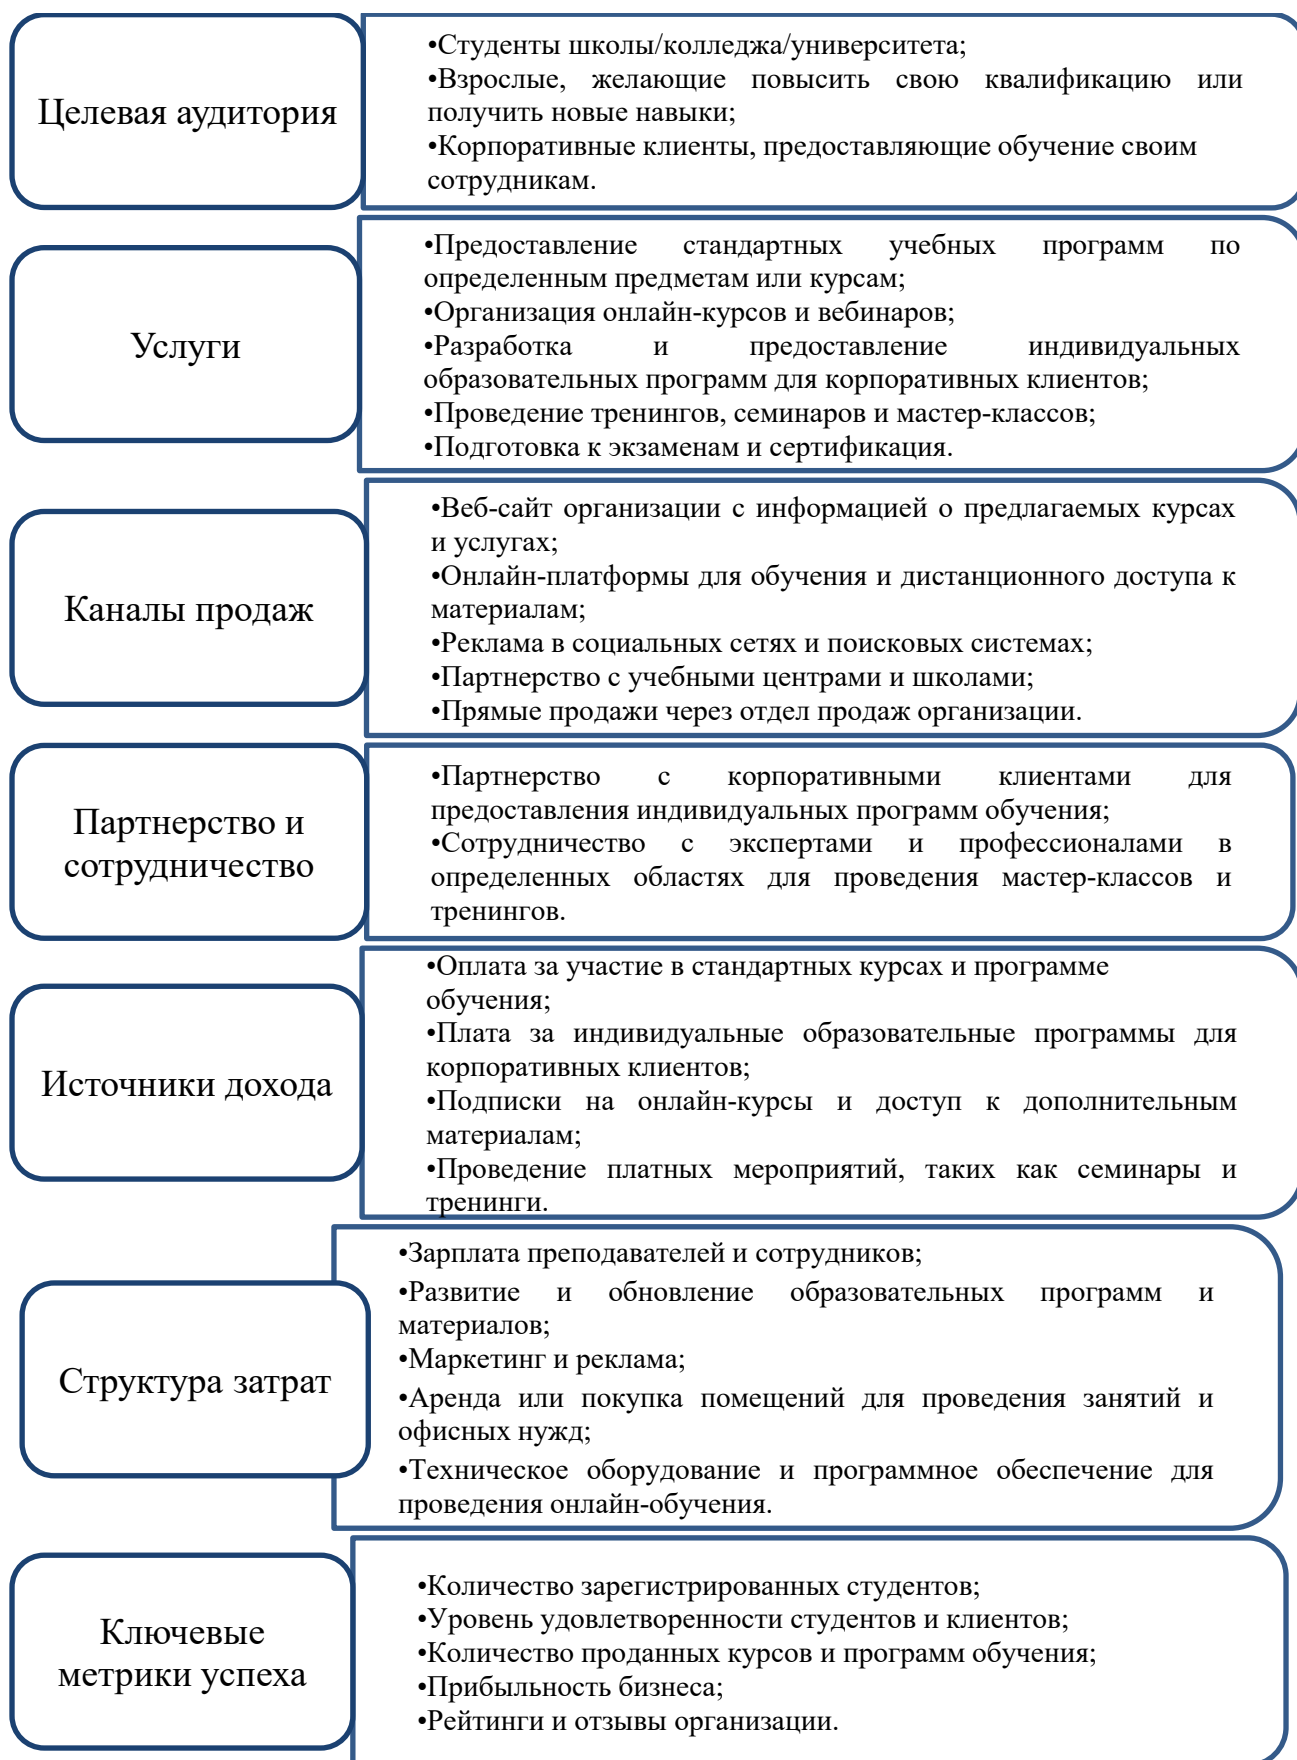 Целевая аудитория
•Студенты школы/колледжа/университета;
•Взрослые, желающие повысить свою квалификацию или
получить новые навыки;
•Корпоративные клиенты, предоставляющие обучение своим
сотрудникам.
Услуги
•Предоставление стандартных учебных программ по
определенным предметам или курсам;
•Организация онлайн-курсов и вебинаров;
•Разработка и предоставление индивидуальных
образовательных программ для корпоративных клиентов;
•Проведение тренингов, семинаров и мастер-классов;
•Подготовка к экзаменам и сертификация.
Каналы продаж
•Веб-сайт организации с информацией о предлагаемых курсах
и услугах;
•Онлайн-платформы для обучения и дистанционного доступа к
материалам;
•Реклама в социальных сетях и поисковых системах;
•Партнерство с учебными центрами и школами;
•Прямые продажи через отдел продаж организации.
Партнерство и
сотрудничество
•Партнерство с корпоративными клиентами для
предоставления индивидуальных программ обучения;
•Сотрудничество с экспертами и профессионалами в
определенных областях для проведения мастер-классов и
тренингов.
Источники дохода
•Оплата за участие в стандартных курсах и программе
обучения;
•Плата за индивидуальные образовательные программы для
корпоративных клиентов;
•Подписки на онлайн-курсы и доступ к дополнительным
материалам;
•Проведение платных мероприятий, таких как семинары и
тренинги.
Структура затрат
•Зарплата преподавателей и сотрудников;
•Развитие и обновление образовательных программ и
материалов;
•Маркетинг и реклама;
•Аренда или покупка помещений для проведения занятий и
офисных нужд;
•Техническое оборудование и программное обеспечение для
проведения онлайн-обучения.
Ключевые
метрики успеха
•Количество зарегистрированных студентов;
•Уровень удовлетворенности студентов и клиентов;
•Количество проданных курсов и программ обучения;
•Прибыльность бизнеса;
•Рейтинги и отзывы организации.